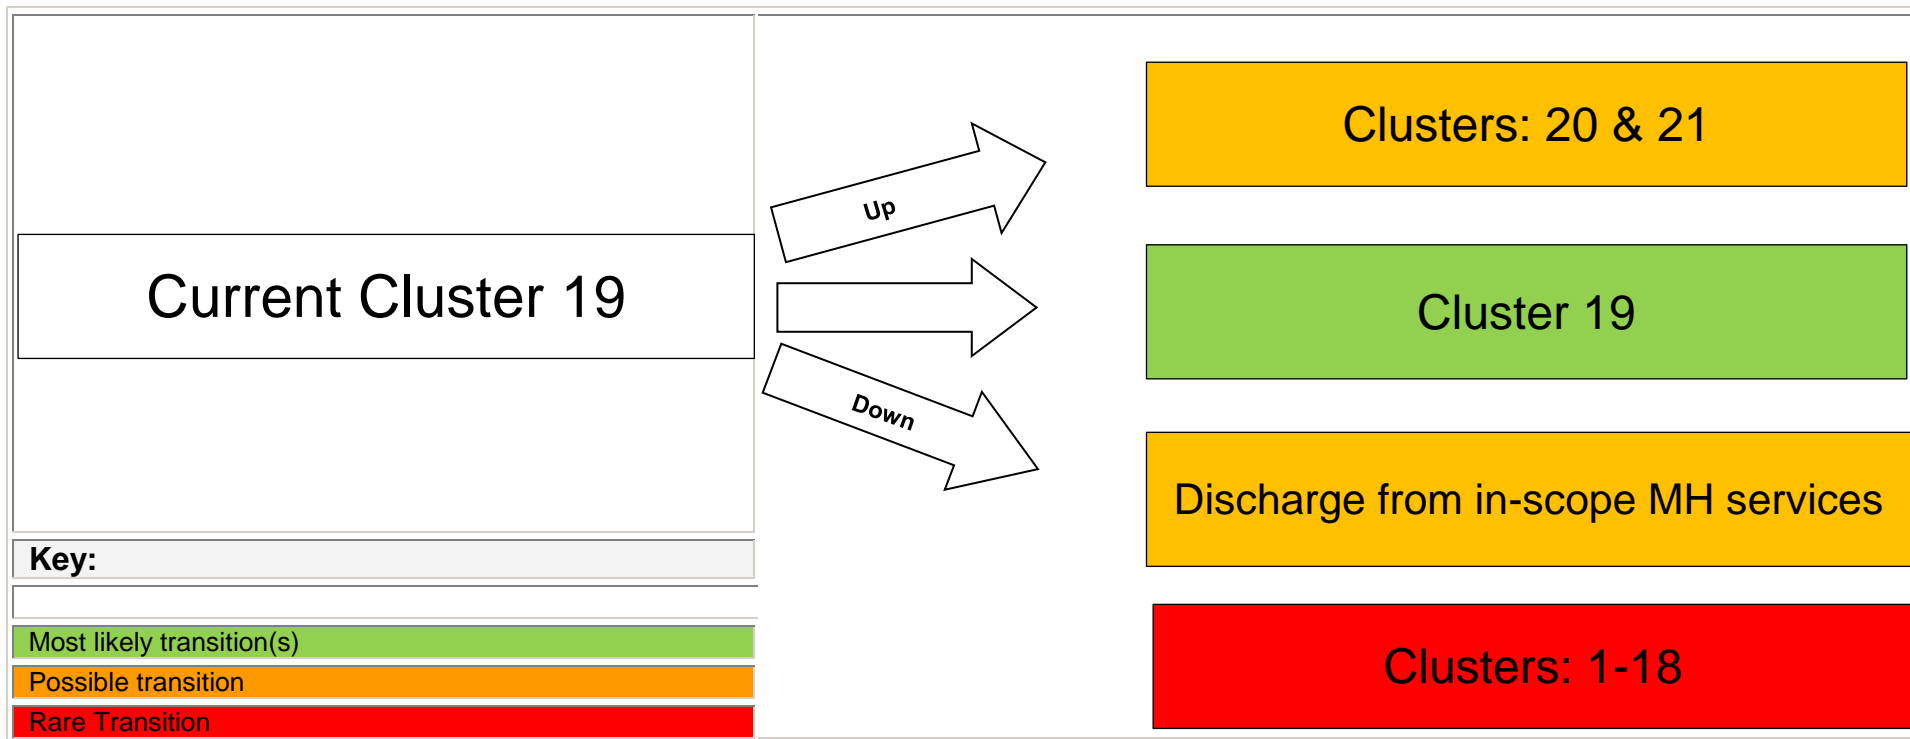 Current Cluster 19
Up
Down
Clusters: 20 & 21
Cluster 19
Discharge from in-scope MH services
Clusters: 1-18
Key:
Most likely transition(s)
Possible transition
Rare Transition